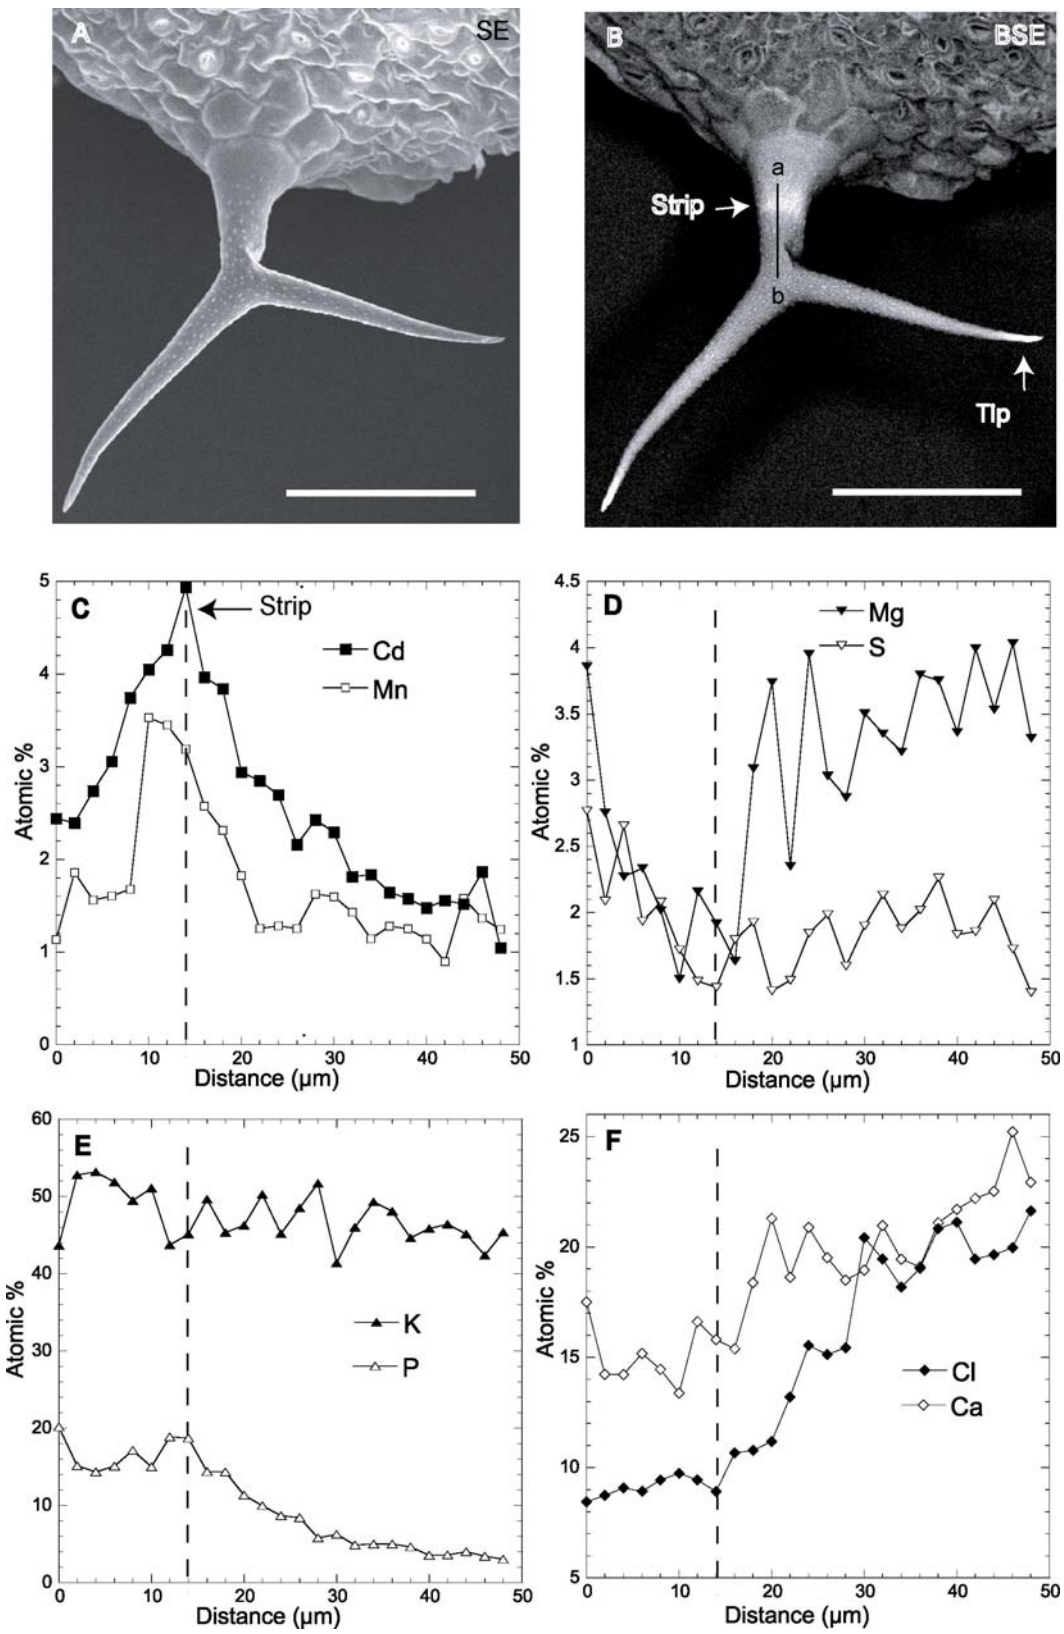 A SE
B BSE
a
Strip
b
Tip
C
Strip
Cd
Mn
5
4
3
2
1
0
Atomic %
0 10 20 30 40 50
Distance (µm)
D
Mg
S
4.5
4
3.5
3
2.5
2
1.5
1
Atomic %
0 10 20 30 40 50
Distance (µm)
E
K
P
60
50
40
30
20
10
0
Atomic %
0 10 20 30 40 50
Distance (µm)
F
Cl
Ca
25
20
15
10
5
Atomic %
0 10 20 30 40 50
Distance (µm)